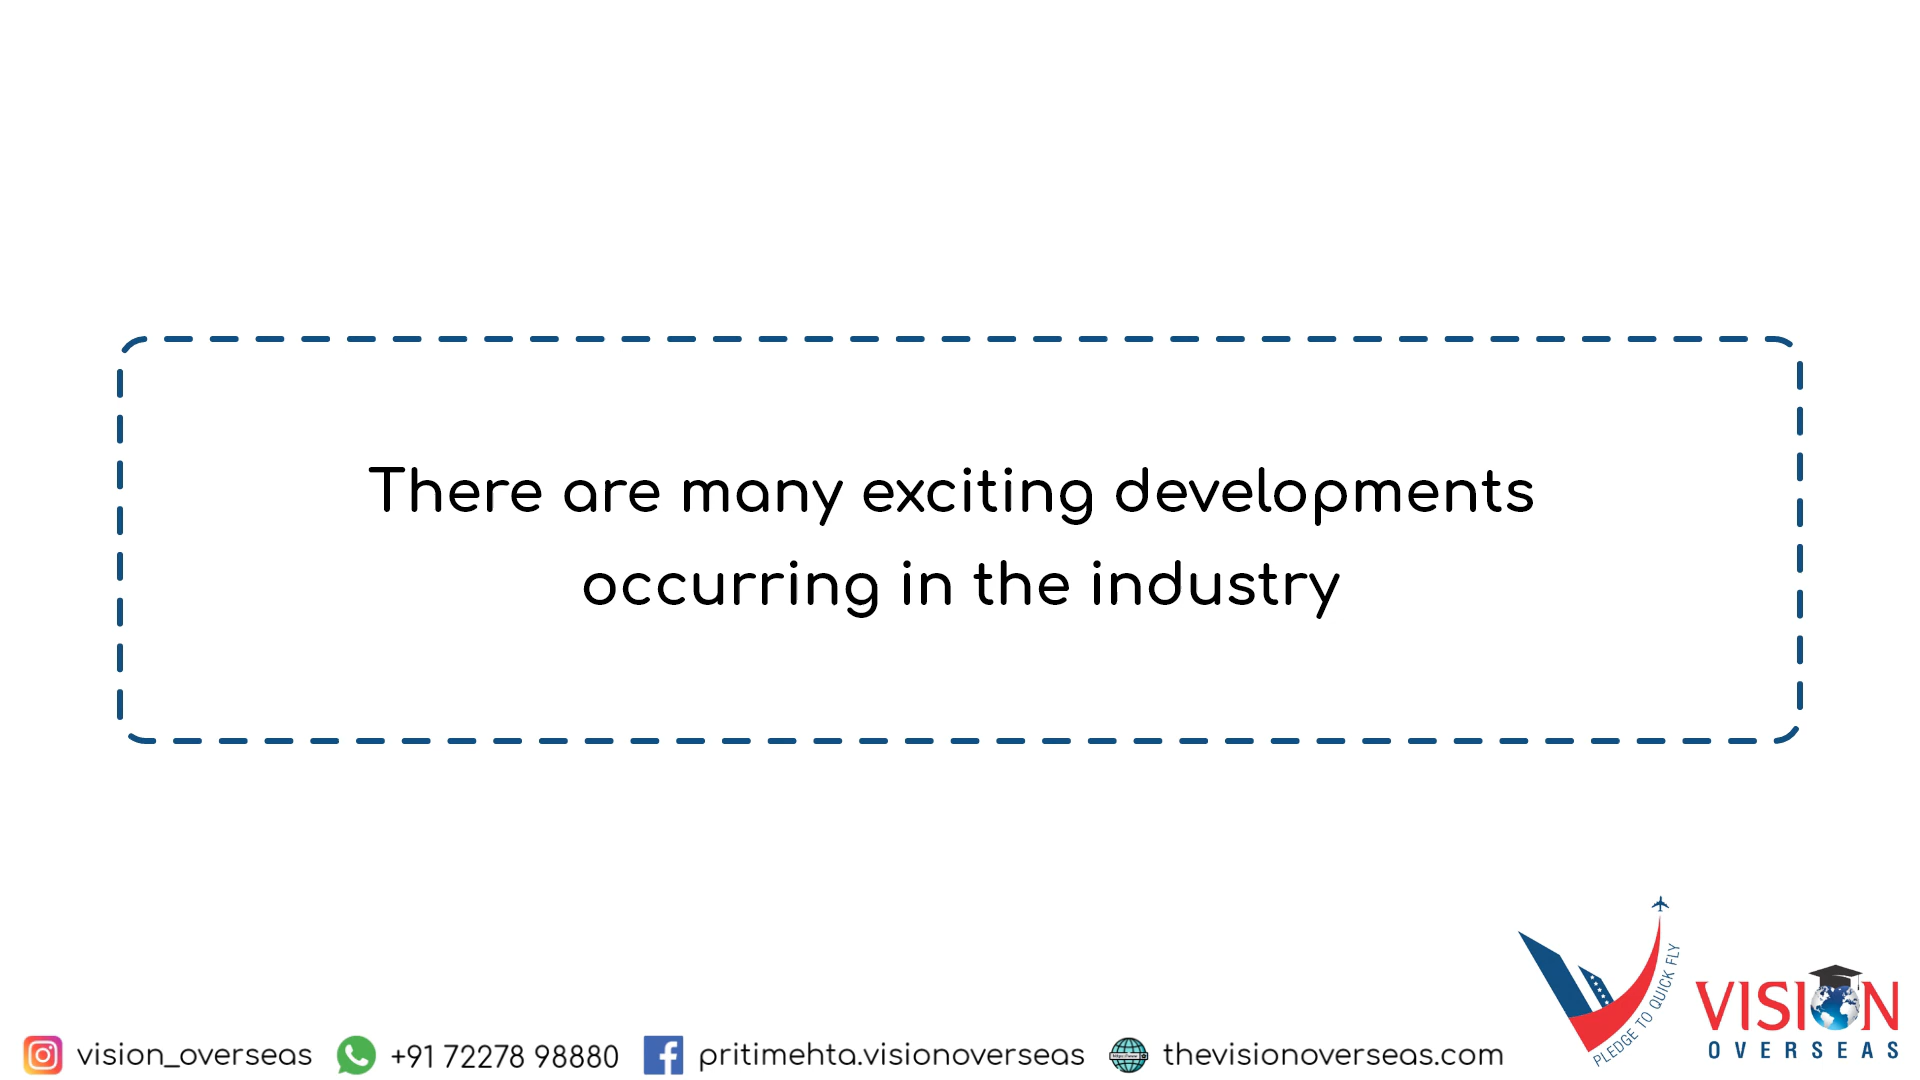 There are many exciting developments
occurring in the industry
PLEDGE TO QUICK FLY
VISION
OVERSEAS
vision_overseas +91 72278 98880 pritimehta.visionoverseas thevisionoverseas.com